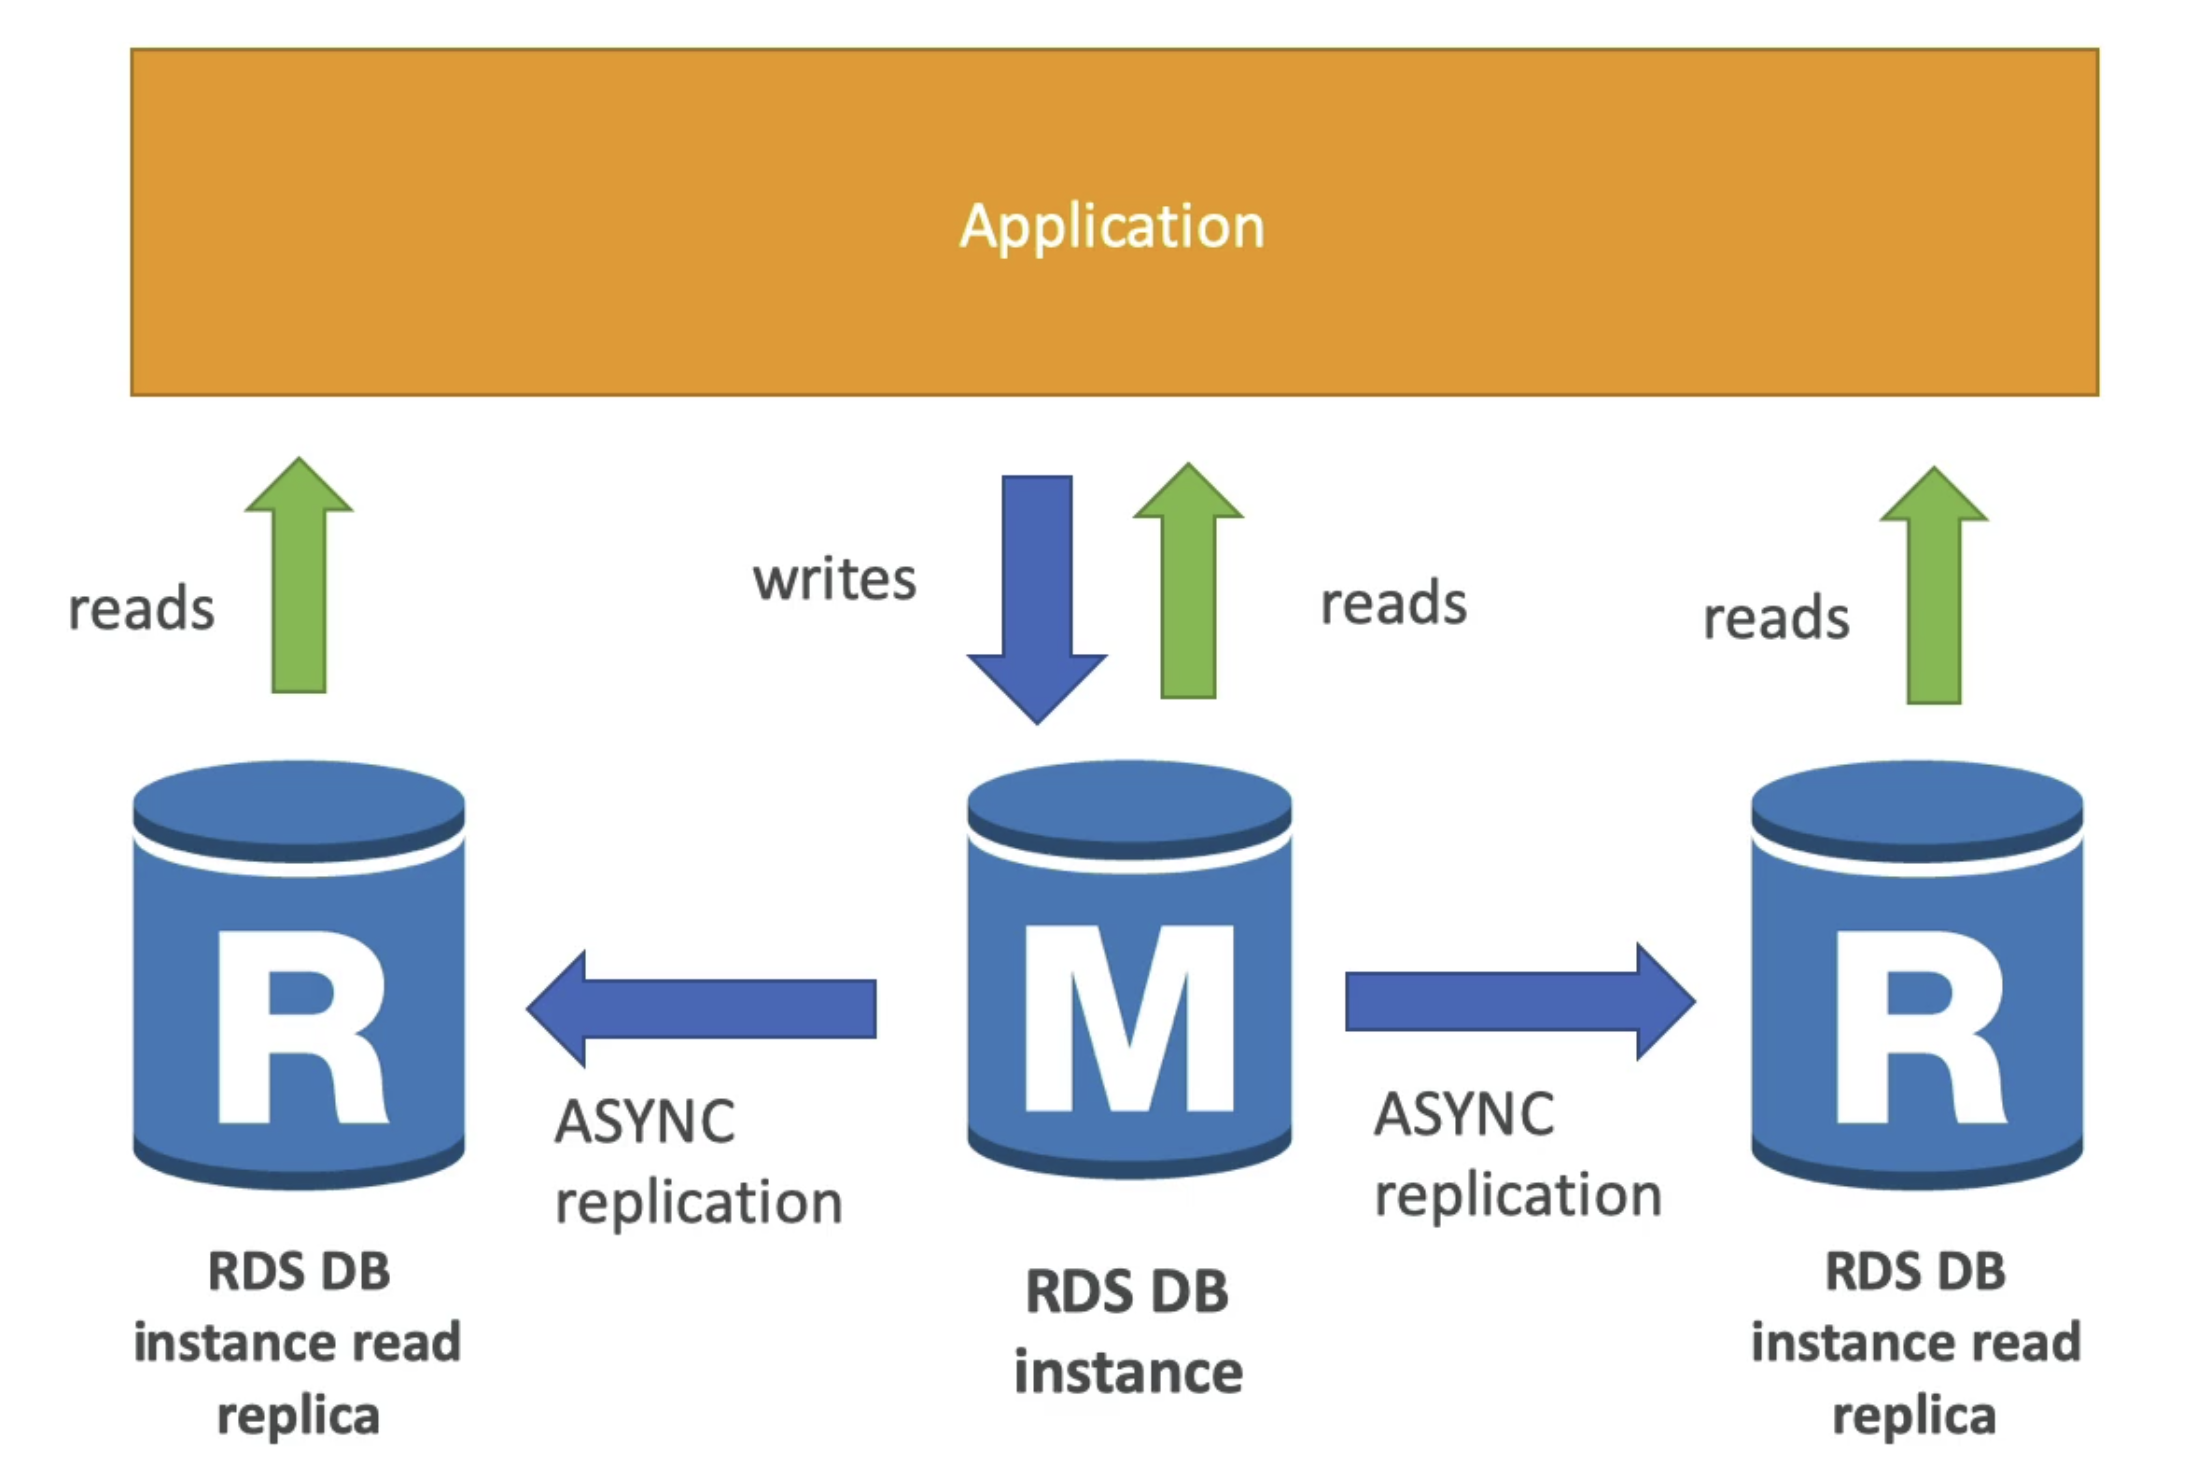 Application
reads
writes
reads
reads
R
M
R
ASYNC
replication
ASYNC
replication
RDS DB
instance read
replica
RDS DB
instance
RDS DB
instance read
replica